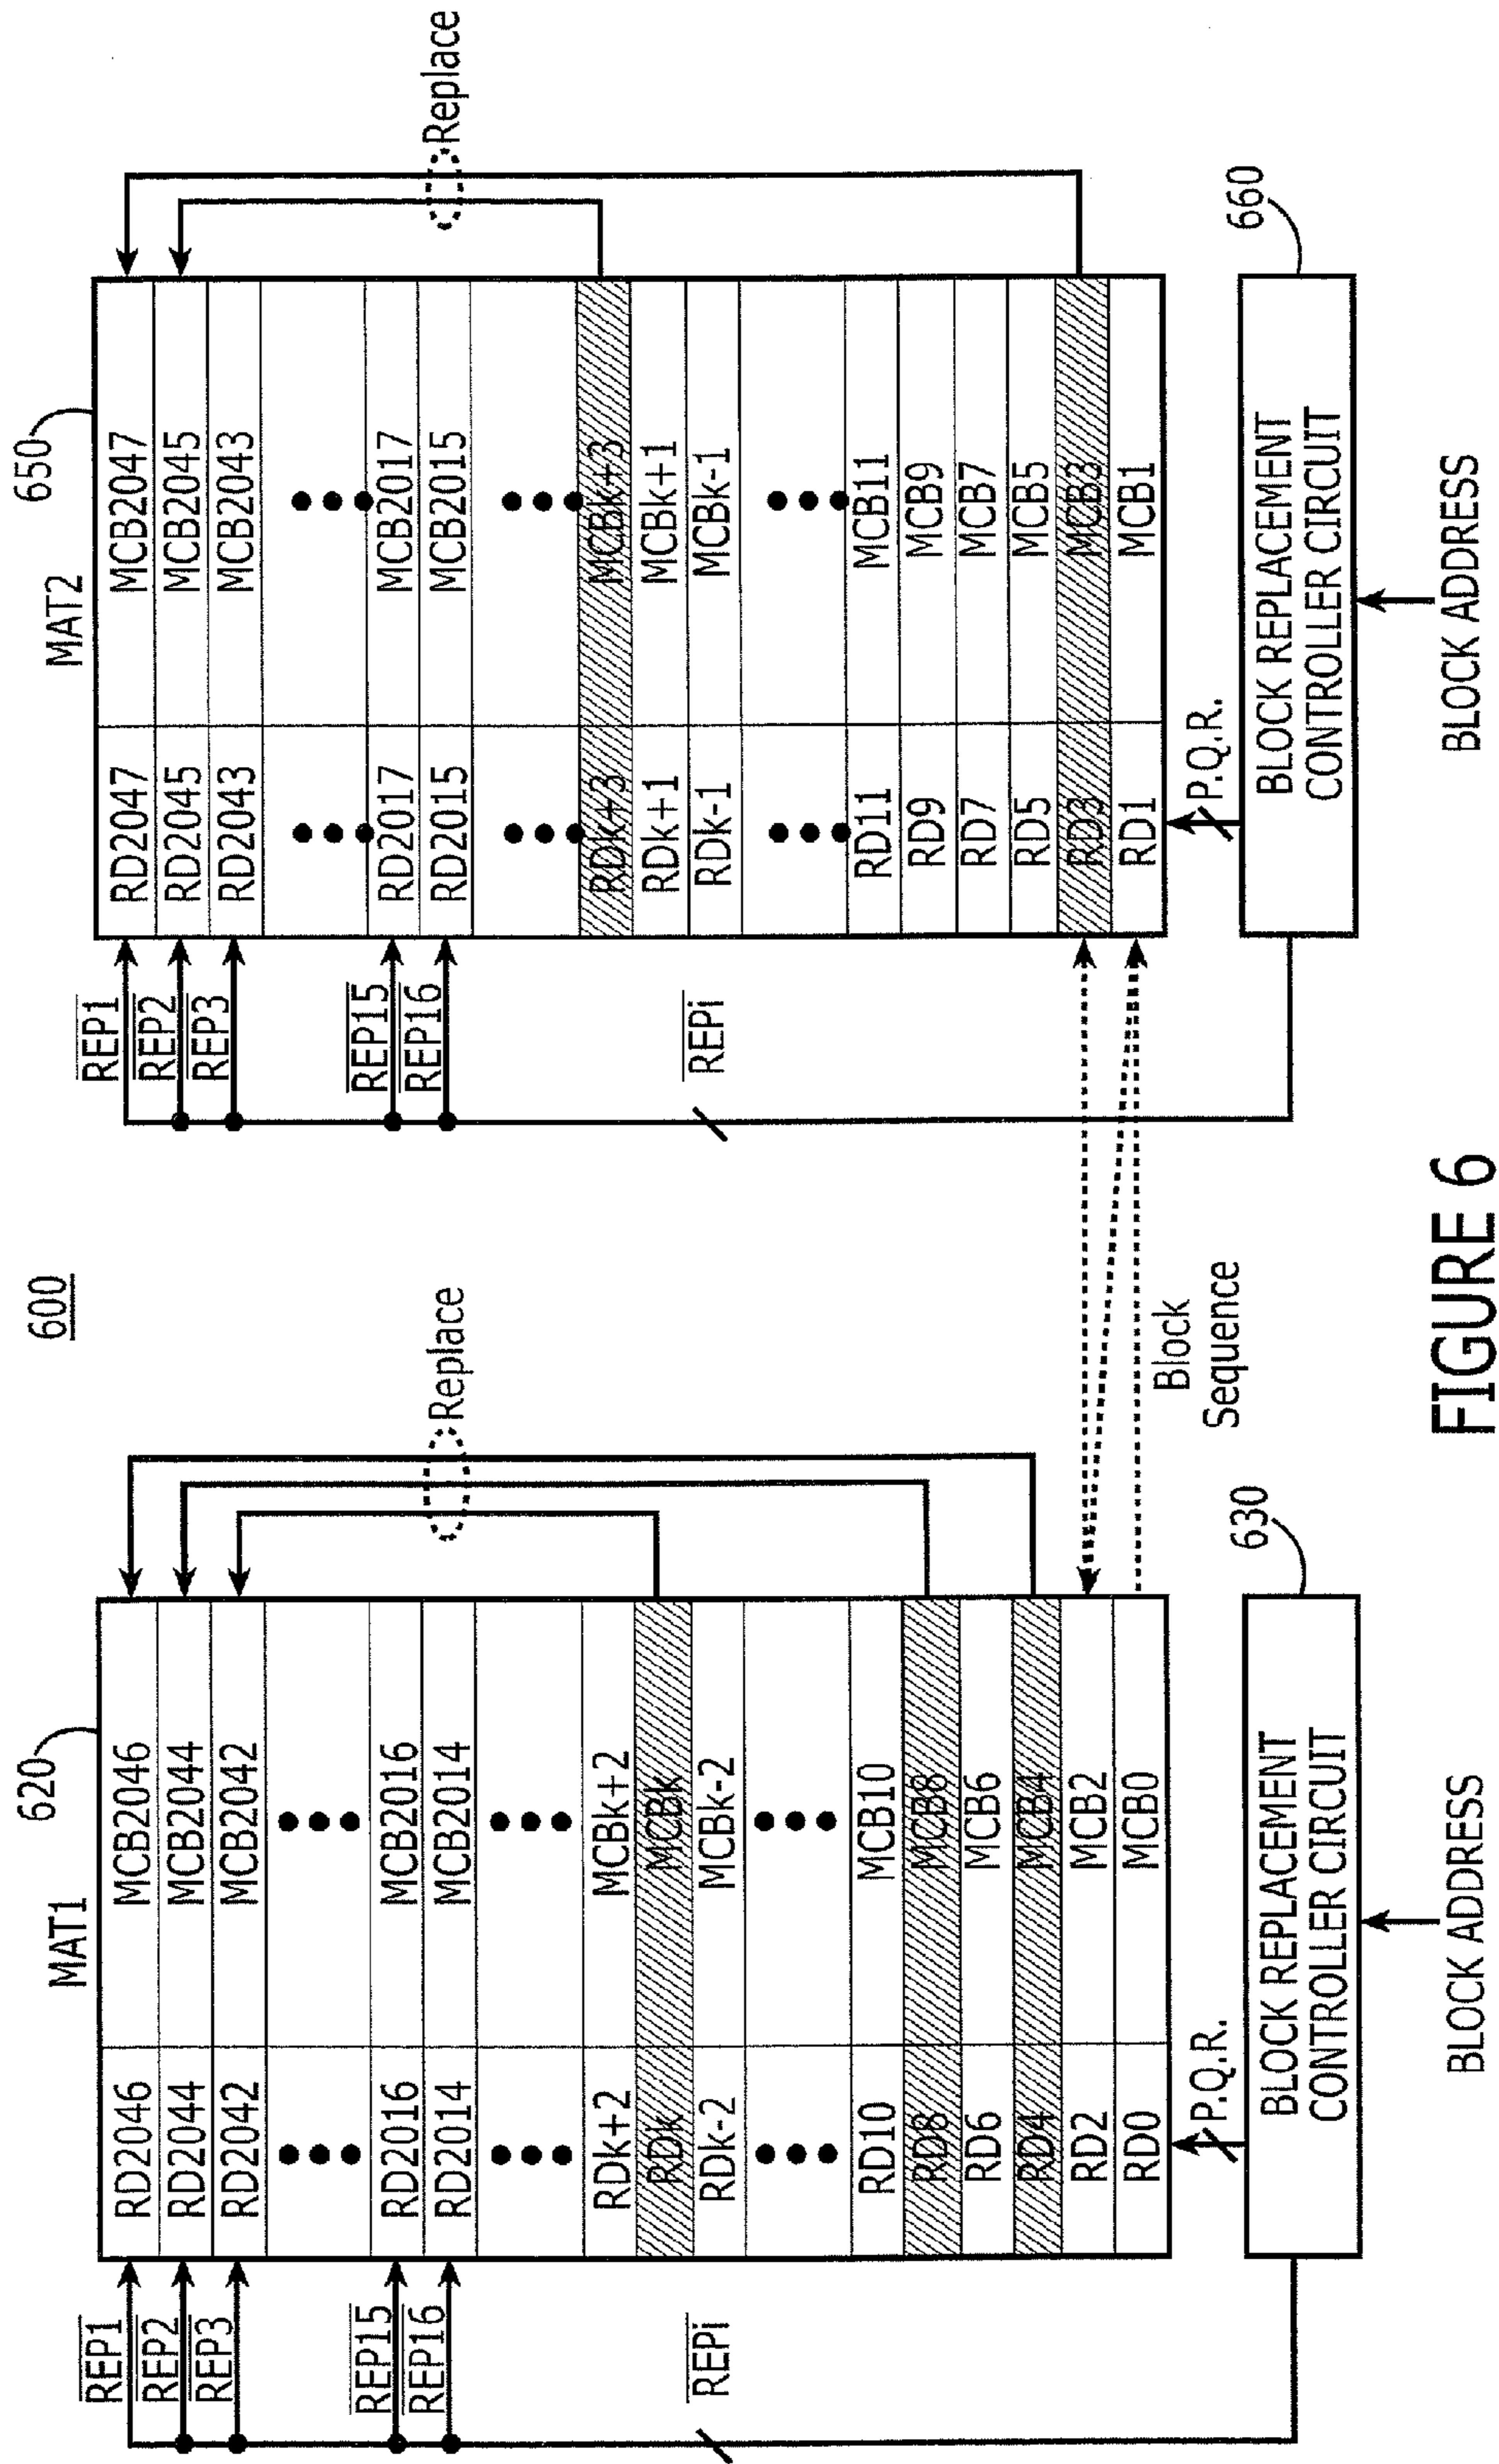 600
MAT1
620
REP1
REP2
REP3
REP15
REP16
REPi
RD2046 MCB2046
RD2044 MCB2044
RD2042 MCB2042
••• •••
RD2016 MCB2016
RD2014 MCB2014
••• •••
RDk+2 MCBk+2
RDk MCBk
RDk-2 MCBk-2
••• •••
RD10 MCB10
RD8 MCB8
RD6 MCB6
RD4 MCB4
RD2 MCB2
RD0 MCB0
Replace
P.Q.R.
630
BLOCK REPLACEMENT
CONTROLLER CIRCUIT
BLOCK ADDRESS
Block
Sequence
MAT2
650
REP1
REP2
REP3
REP15
REP16
REPi
RD2047 MCB2047
RD2045 MCB2045
RD2043 MCB2043
••• •••
RD2017 MCB2017
RD2015 MCB2015
••• •••
RDk+3 MCBk+3
RDk+1 MCBk+1
RDk-1 MCBk-1
••• •••
RD11 MCB11
RD9 MCB9
RD7 MCB7
RD5 MCB5
RD3 MCB3
RD1 MCB1
Replace
P.Q.R.
660
BLOCK REPLACEMENT
CONTROLLER CIRCUIT
BLOCK ADDRESS
FIGURE 6